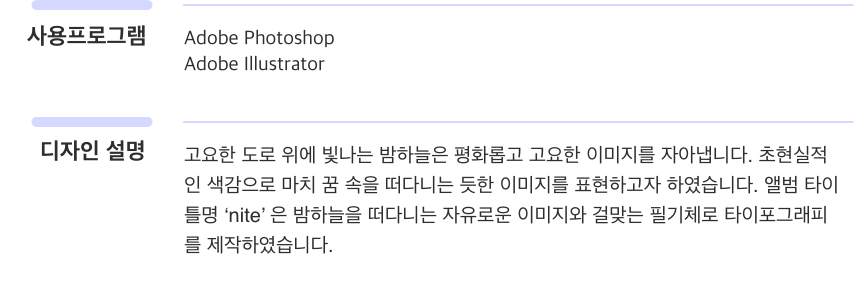 사용프로그램
Adobe Photoshop
Adobe Illustrator
디자인 설명
고요한 도로 위에 빛나는 밤하늘은 평화롭고 고요한 이미지를 자아냅니다. 초현실적
인 색감으로 마치 꿈 속을 떠다니는 듯한 이미지를 표현하고자 하였습니다. 앨범 타이
틀명 ‘nite’ 은 밤하늘을 떠다니는 자유로운 이미지와 걸맞는 필기체로 타이포그래피
를 제작하였습니다.